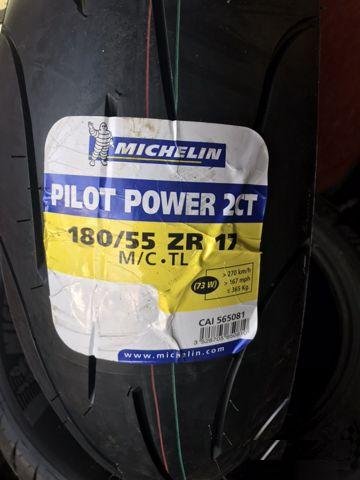 MICHELIN
PILOT POWER 2CT
180/55 ZR 17
M/C • TL
(73 W)
> 270 km/h
> 167 mph
≤ 365 Kg
CAI 565081
www.michelin.com